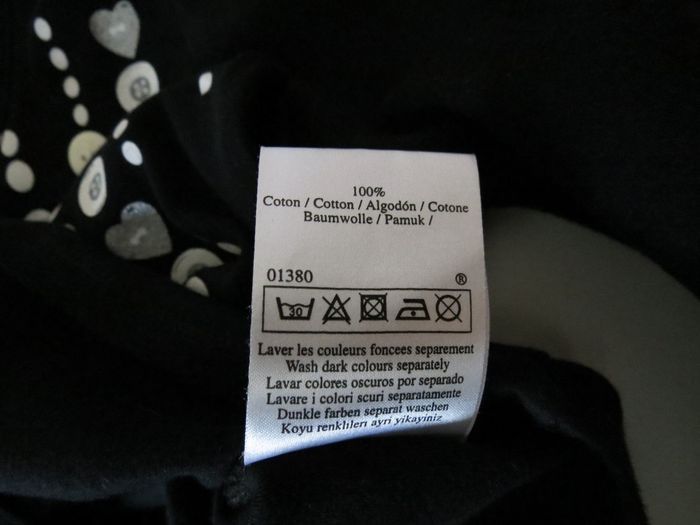 100%
Coton / Cotton / Algodón / Cotone
Baumwolle / Pamuk /
01380 ®
30
Laver les couleurs foncees separement
Wash dark colours separately
Lavar colores oscuros por separado
Lavare i colori scuri separatamente
Dunkle farben separat waschen
Koyu renklileri ayri yikayiniz